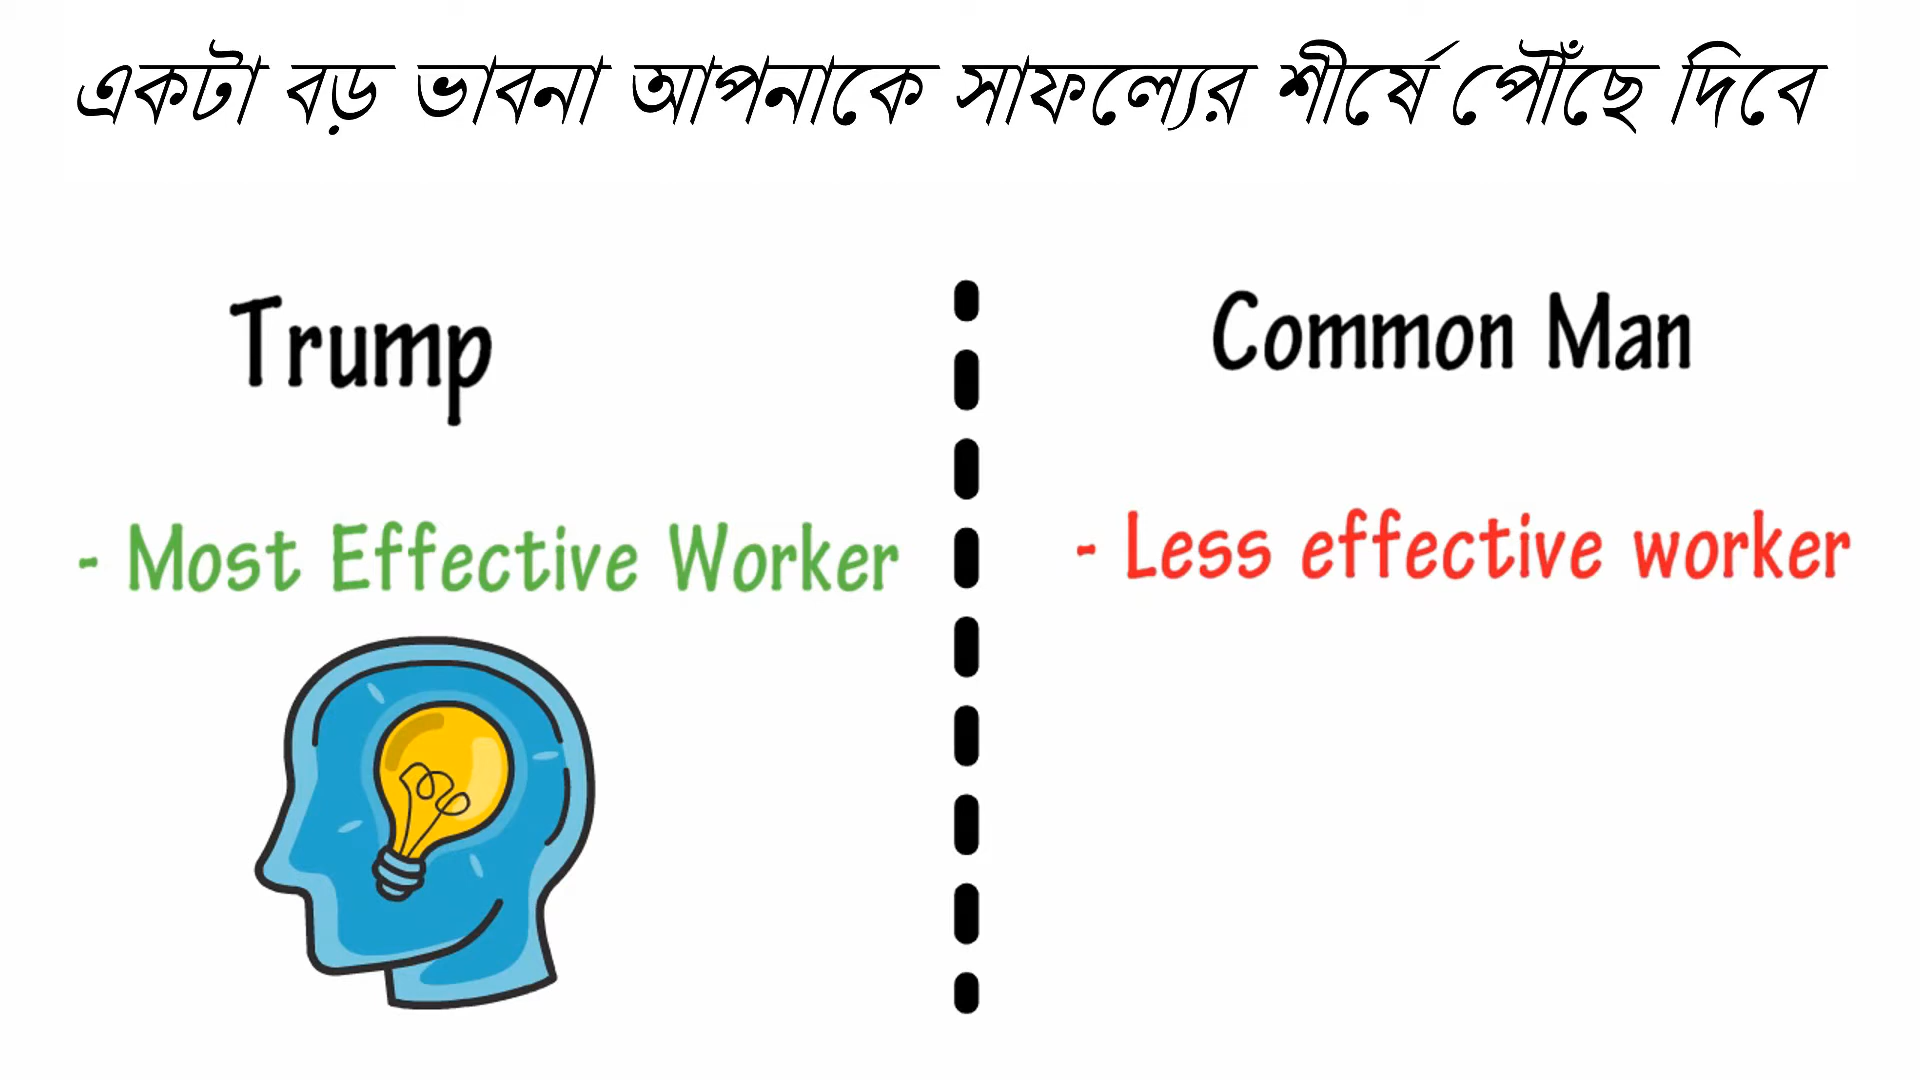 একটা বড় ভাবনা আপনাকে সাফল্যের শীর্ষে পৌঁছে দিবে
Trump
- Most Effective Worker
Common Man
- Less effective worker